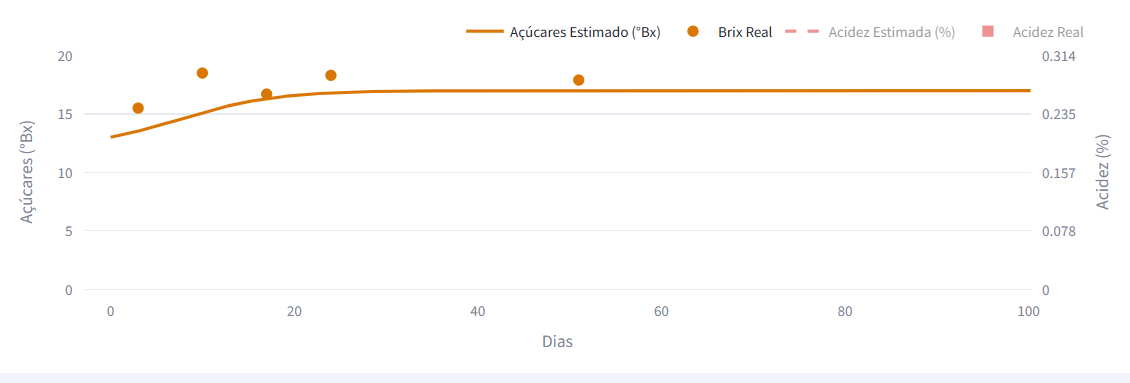 Açúcares Estimado (°Bx) Brix Real Acidez Estimada (%) Acidez Real
20 0.314
15 0.235
10 0.157
5 0.078
0 0
Açúcares (°Bx)
Acidez (%)
0 20 40 60 80 100
Dias